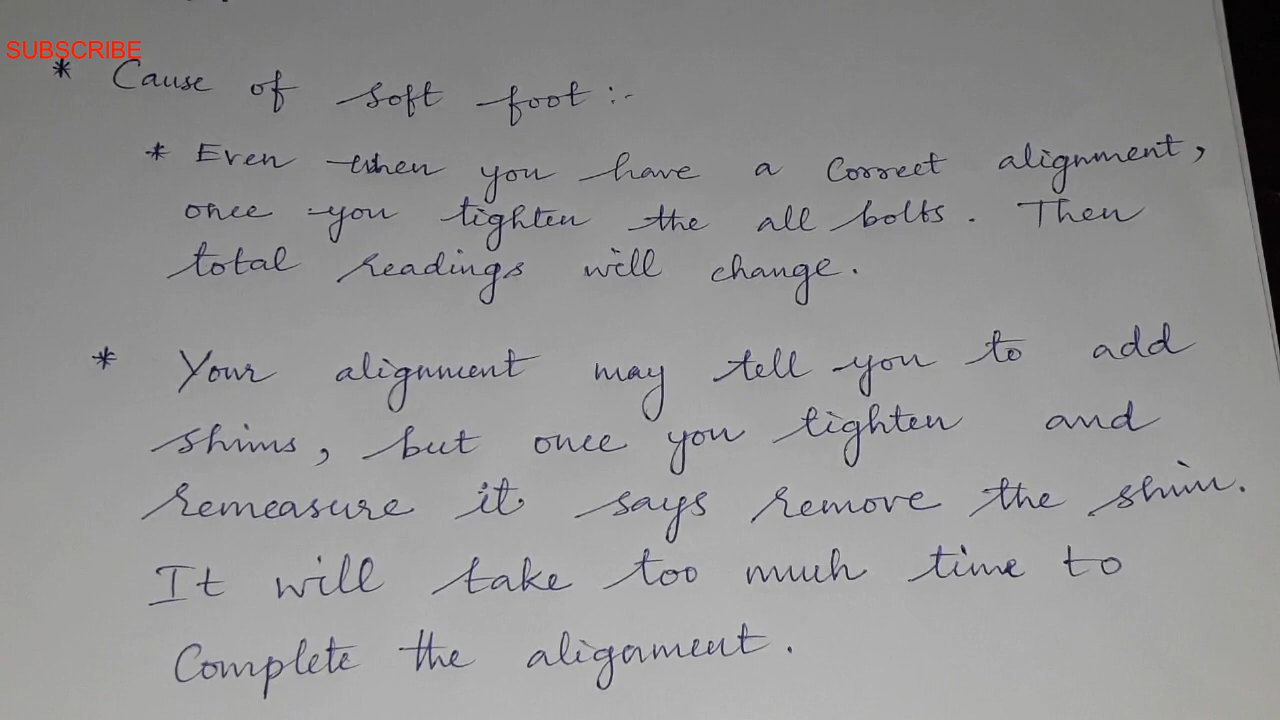 SUBSCRIBE
* Cause of soft foot :-
* Even when you have a correct alignment,
once you tighten the all bolts. Then
total readings will change.
* Your alignment may tell you to add
shims, but once you tighten and
remeasure it says remove the shim.
It will take too much time to
Complete the alignment.